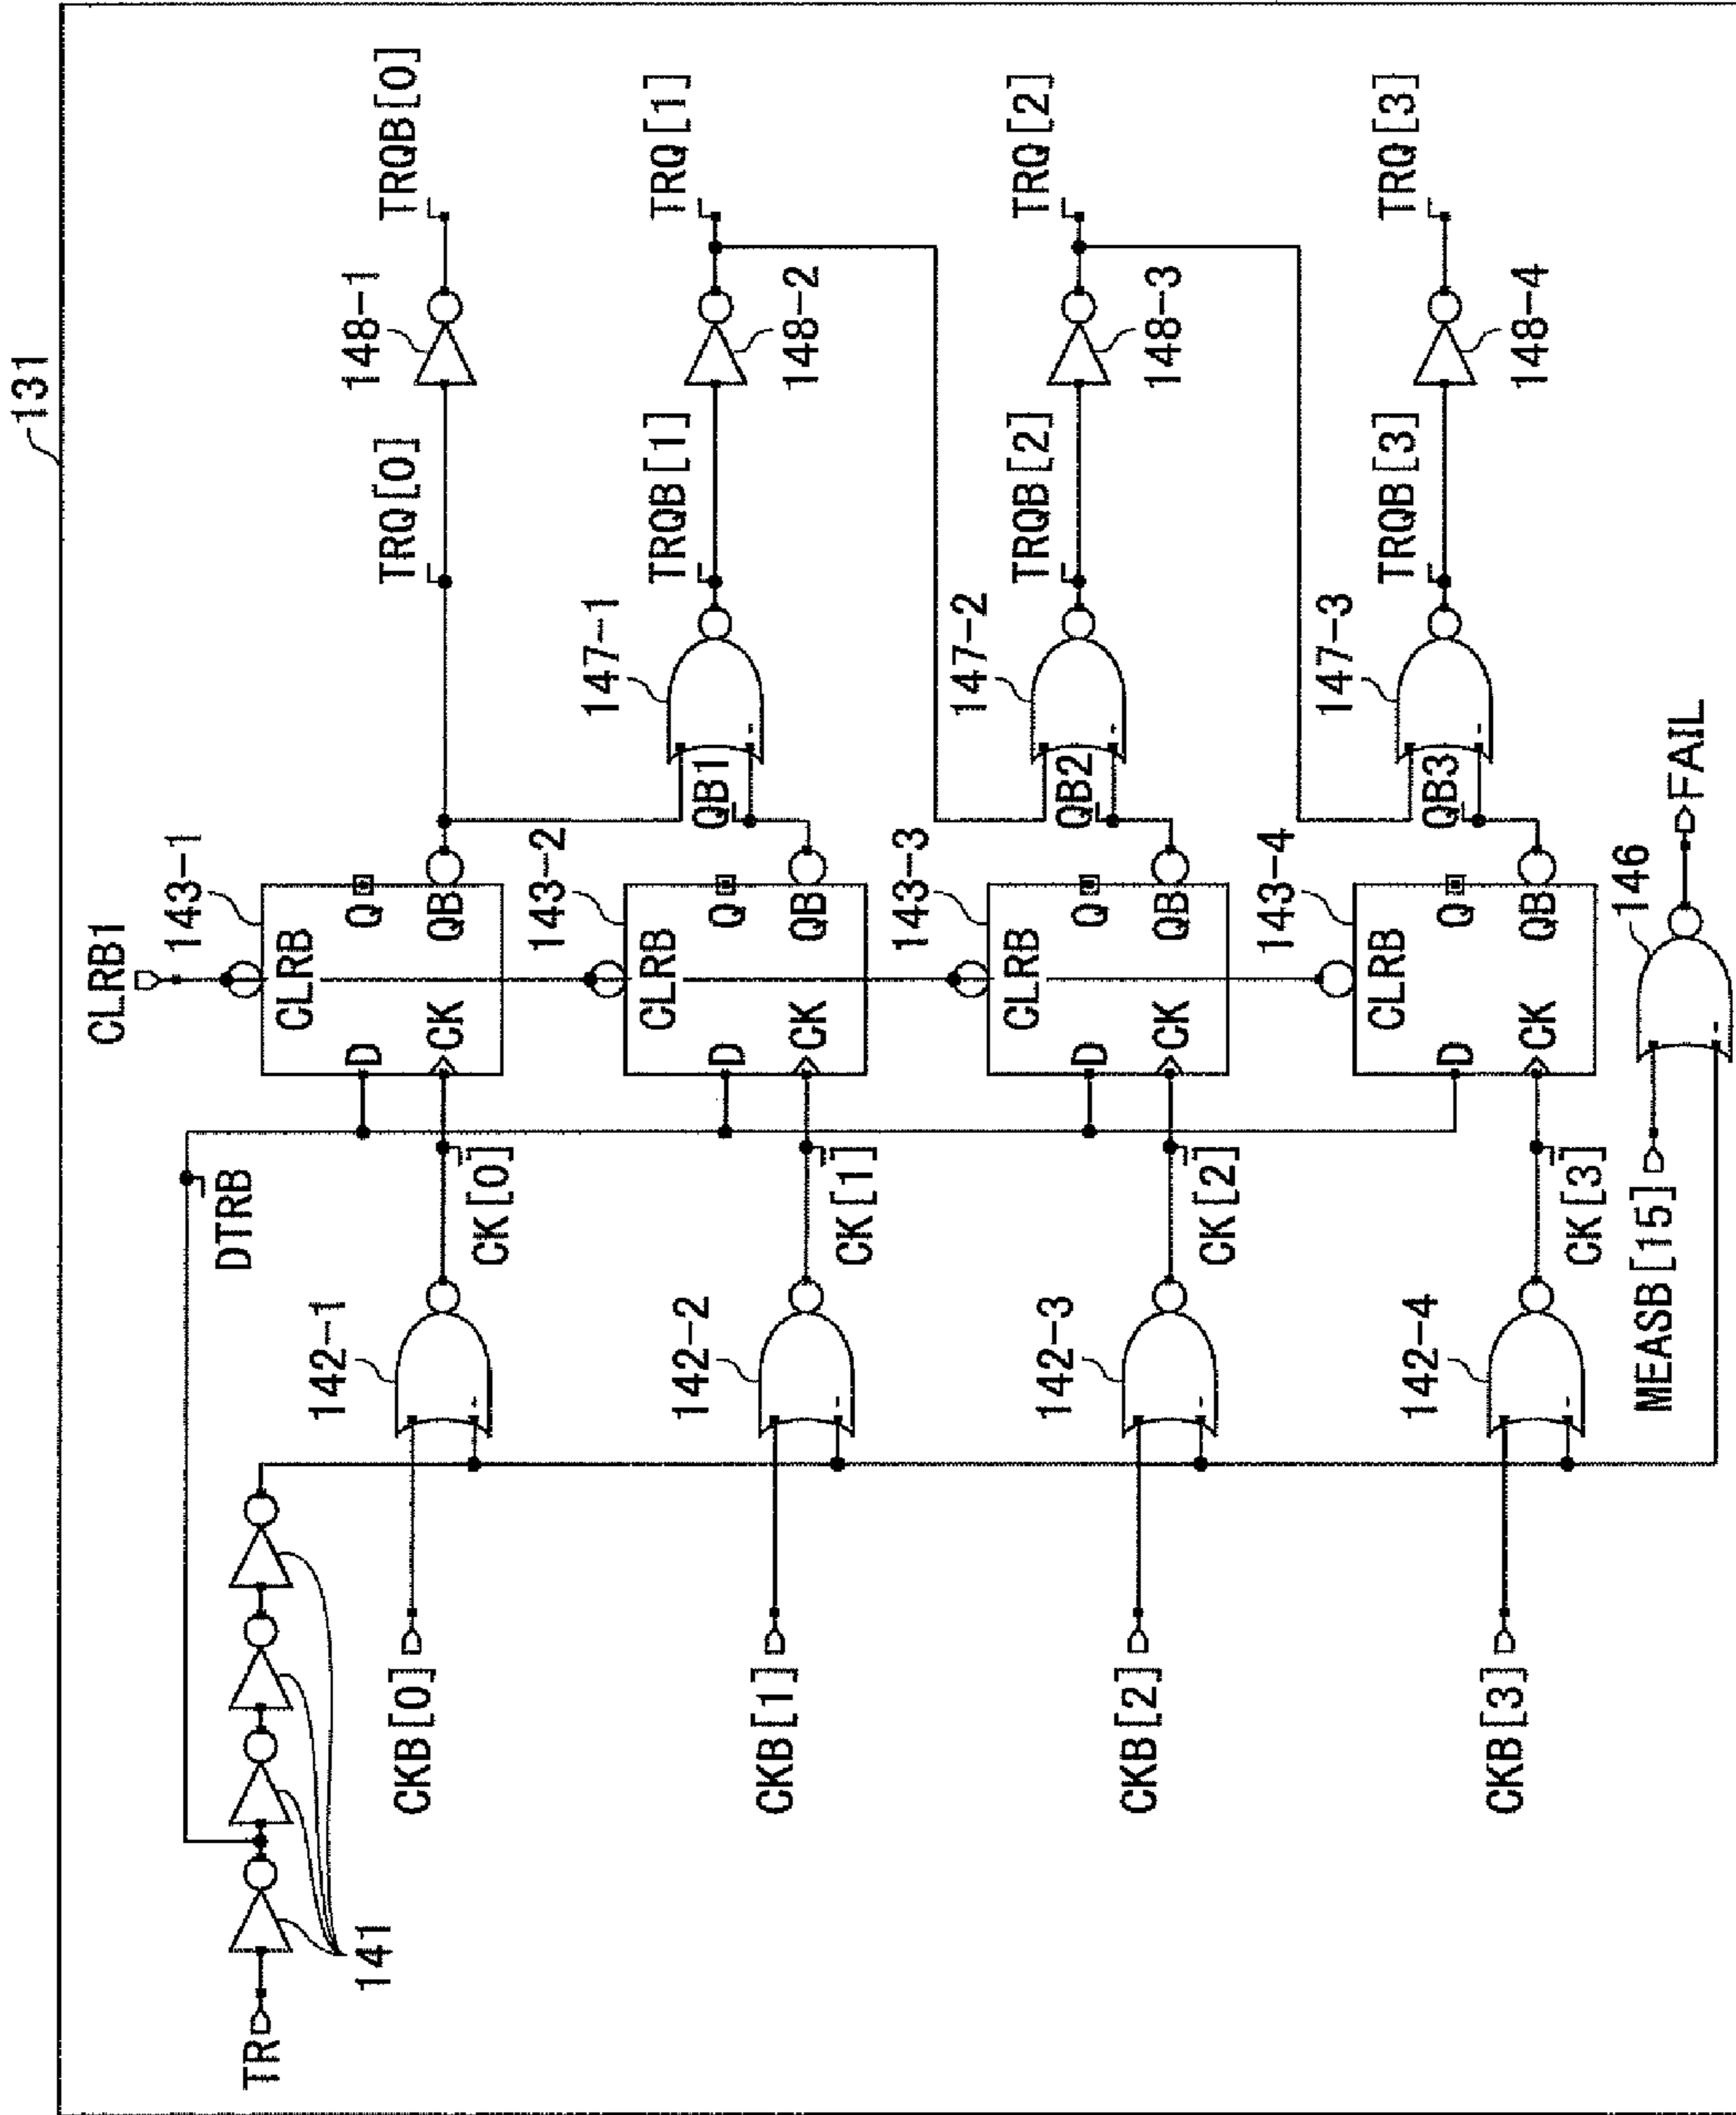 131
CLRB1
143-1
Q
CLRB
D
CK
QB
TRQ[0]
148-1
TRQB[0]
DTRB
TR
141
142-1
CKB[0]
CK[0]
143-2
Q
CLRB
D
CK
QB
QB1
147-1
TRQB[1]
148-2
TRQ[1]
142-2
CKB[1]
CK[1]
143-3
Q
CLRB
D
CK
QB
QB2
147-2
TRQB[2]
148-3
TRQ[2]
142-3
CKB[2]
CK[2]
143-4
Q
CLRB
D
CK
QB
QB3
147-3
TRQB[3]
148-4
TRQ[3]
142-4
CKB[3]
CK[3]
MEASB[15]
146
FAIL